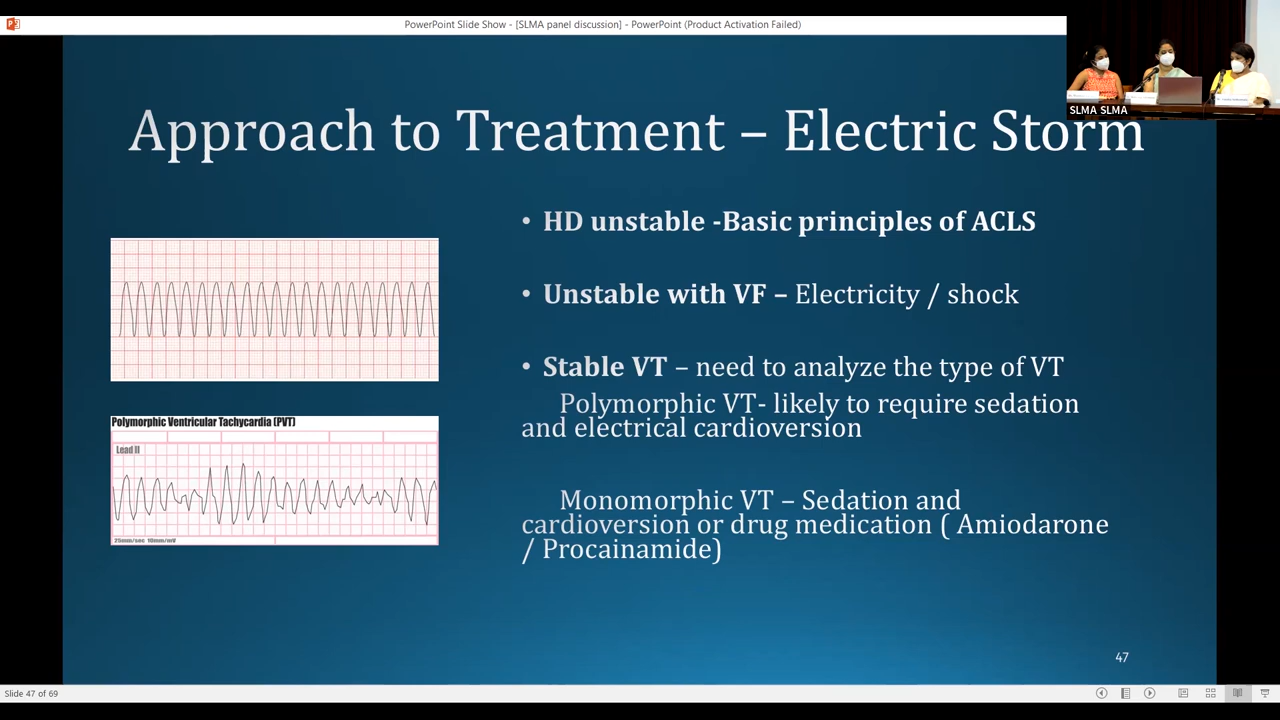 PowerPoint Slide Show - [SLMA panel discussion] - PowerPoint (Product Activation Failed)
SLMA SLMA
Approach to Treatment – Electric Storm
• HD unstable -Basic principles of ACLS
• Unstable with VF – Electricity / shock
• Stable VT – need to analyze the type of VT
Polymorphic VT- likely to require sedation
and electrical cardioversion
Monomorphic VT – Sedation and
cardioversion or drug medication ( Amiodarone
/ Procainamide)
Polymorphic Ventricular Tachycardia (PVT)
Lead II
25mm/sec 10mm/mV
47
Slide 47 of 69